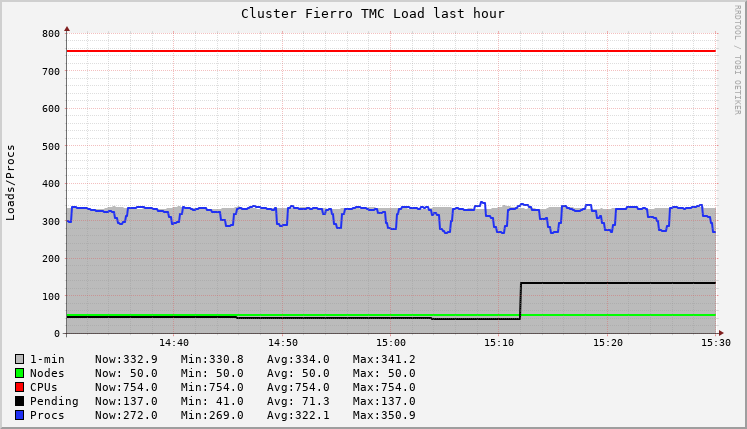 Cluster Fierro TMC Load last hour
RRDTOOL / TOBI OETIKER
Loads/Procs
800
700
600
500
400
300
200
100
0
14:40 14:50 15:00 15:10 15:20 15:30
1-min Now:332.9 Min:330.8 Avg:334.0 Max:341.2
Nodes Now: 50.0 Min: 50.0 Avg: 50.0 Max: 50.0
CPUs Now:754.0 Min:754.0 Avg:754.0 Max:754.0
Pending Now:137.0 Min: 41.0 Avg: 71.3 Max:137.0
Procs Now:272.0 Min:269.0 Avg:322.1 Max:350.9